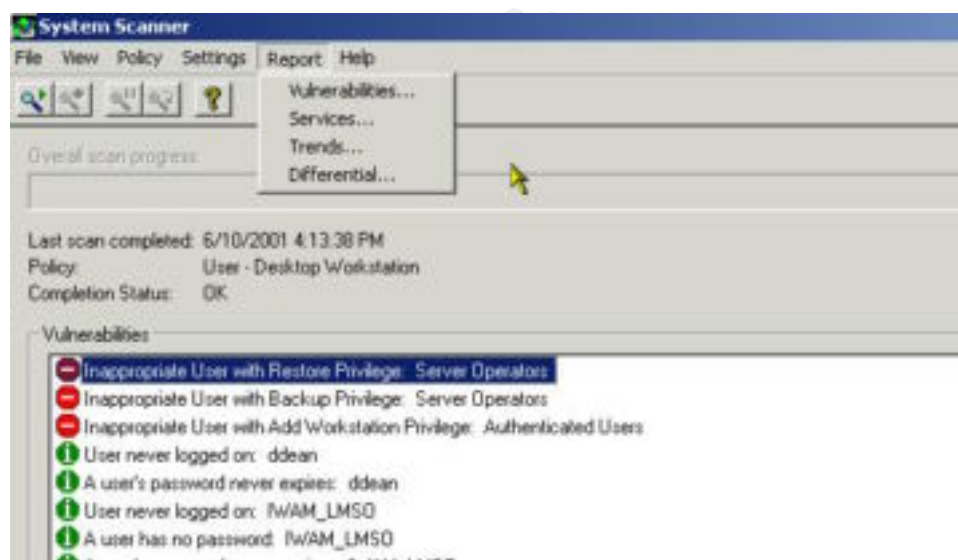 System Scanner
File View Policy Settings Report Help
Vulnerabilities...
Services...
Trends...
Differential...
Overall scan progress:
Last scan completed: 6/10/2001 4:13:38 PM
Policy: User - Desktop Workstation
Completion Status: OK
Vulnerabilities
Inappropriate User with Restore Privilege: Server Operators
Inappropriate User with Backup Privilege: Server Operators
Inappropriate User with Add Workstation Privilege: Authenticated Users
User never logged on: ddean
A user's password never expires: ddean
User never logged on: IWAM_LMSO
A user has no password: IWAM_LMSO